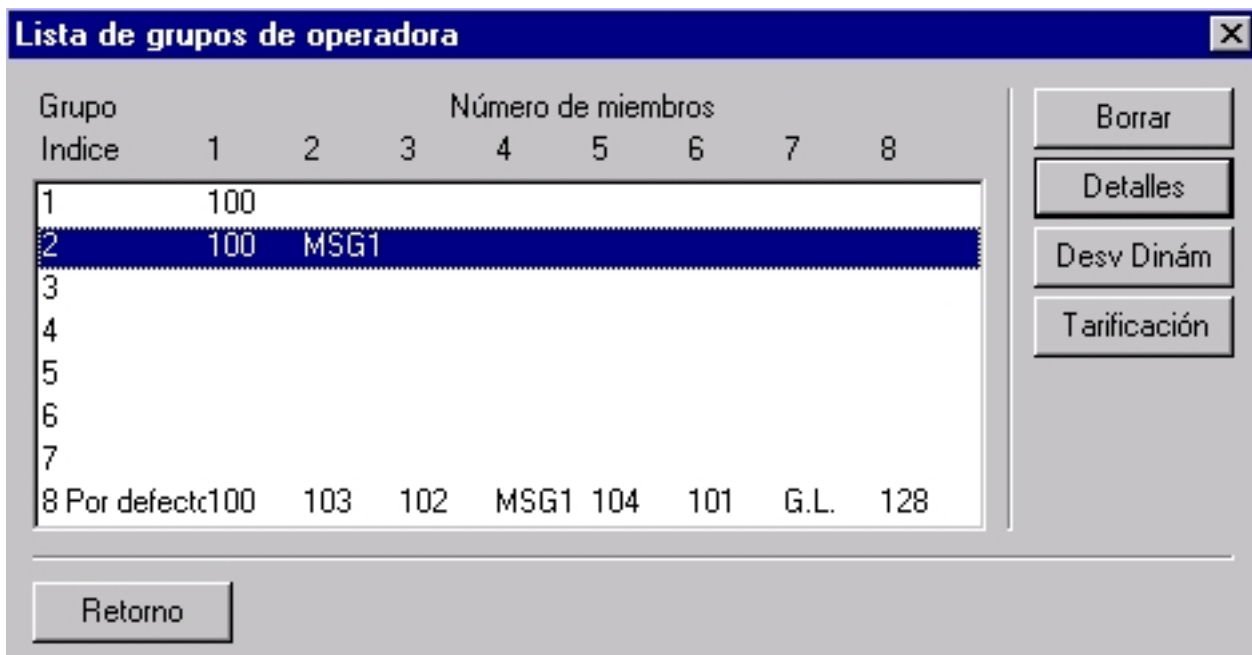 Lista de grupos de operadora
Grupo Número de miembros
Indice 1 2 3 4 5 6 7 8
1 100
2 100 MSG1
3
4
5
6
7
8 Por defecto 100 103 102 MSG1 104 101 G.L. 128
Borrar
Detalles
Desv Dinám
Tarificación
Retorno